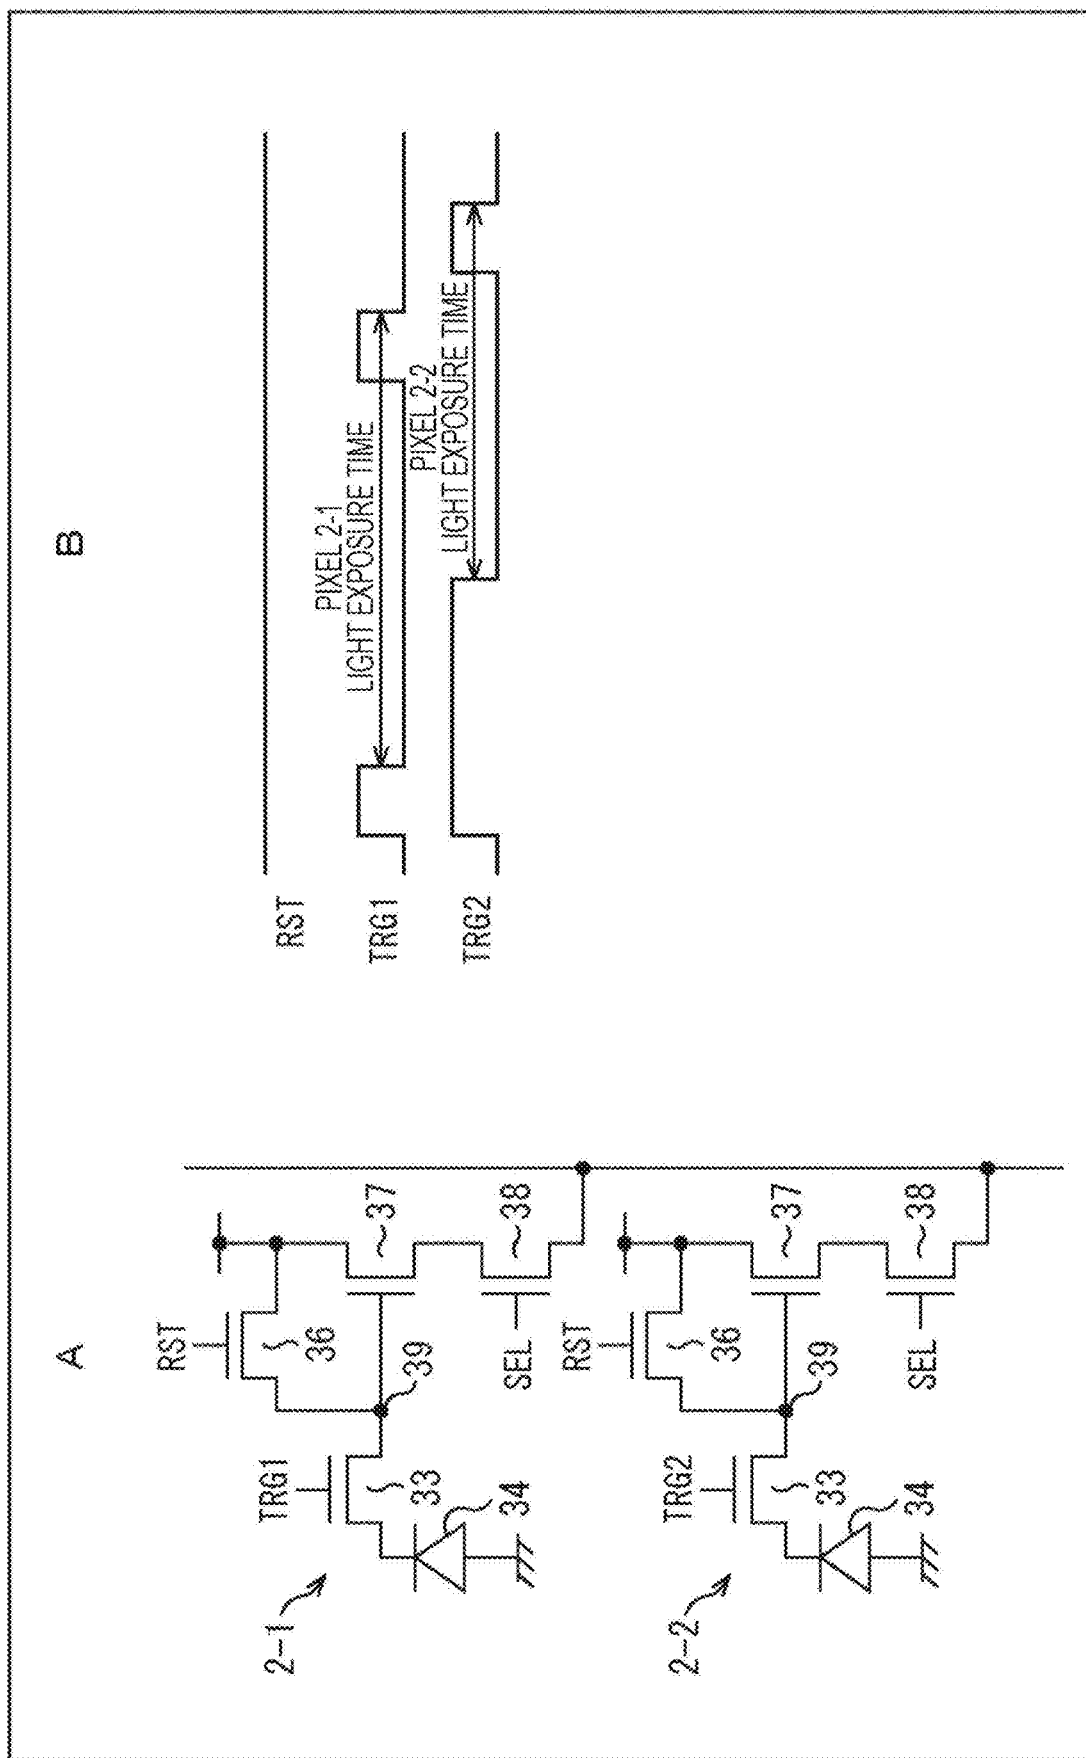 A
RST
TRG1
36
37
33
39
34
SEL
38
2-1
RST
TRG2
36
37
33
39
34
SEL
38
2-2
B
RST
PIXEL 2-1
LIGHT EXPOSURE TIME
TRG1
PIXEL 2-2
LIGHT EXPOSURE TIME
TRG2